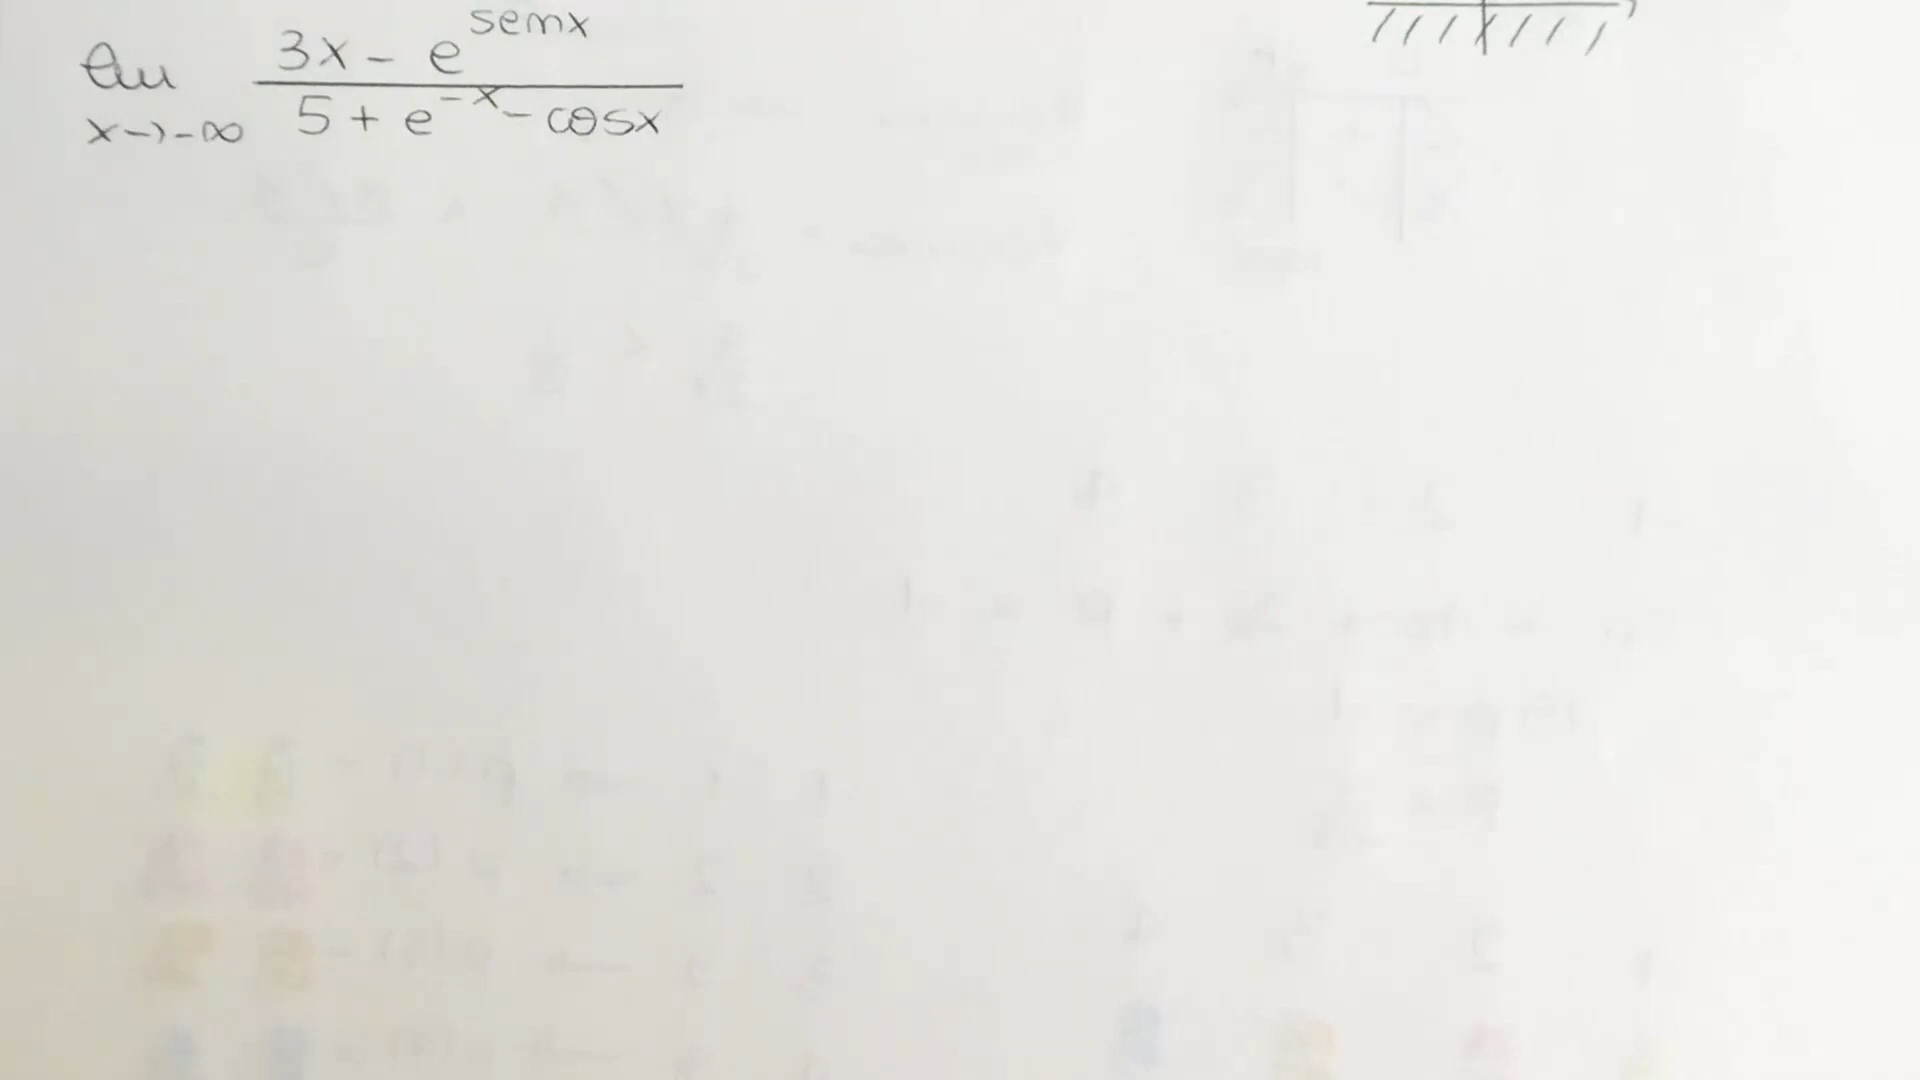 lim 3x - e^senx
x→-∞ 5 + e^-x - cosx